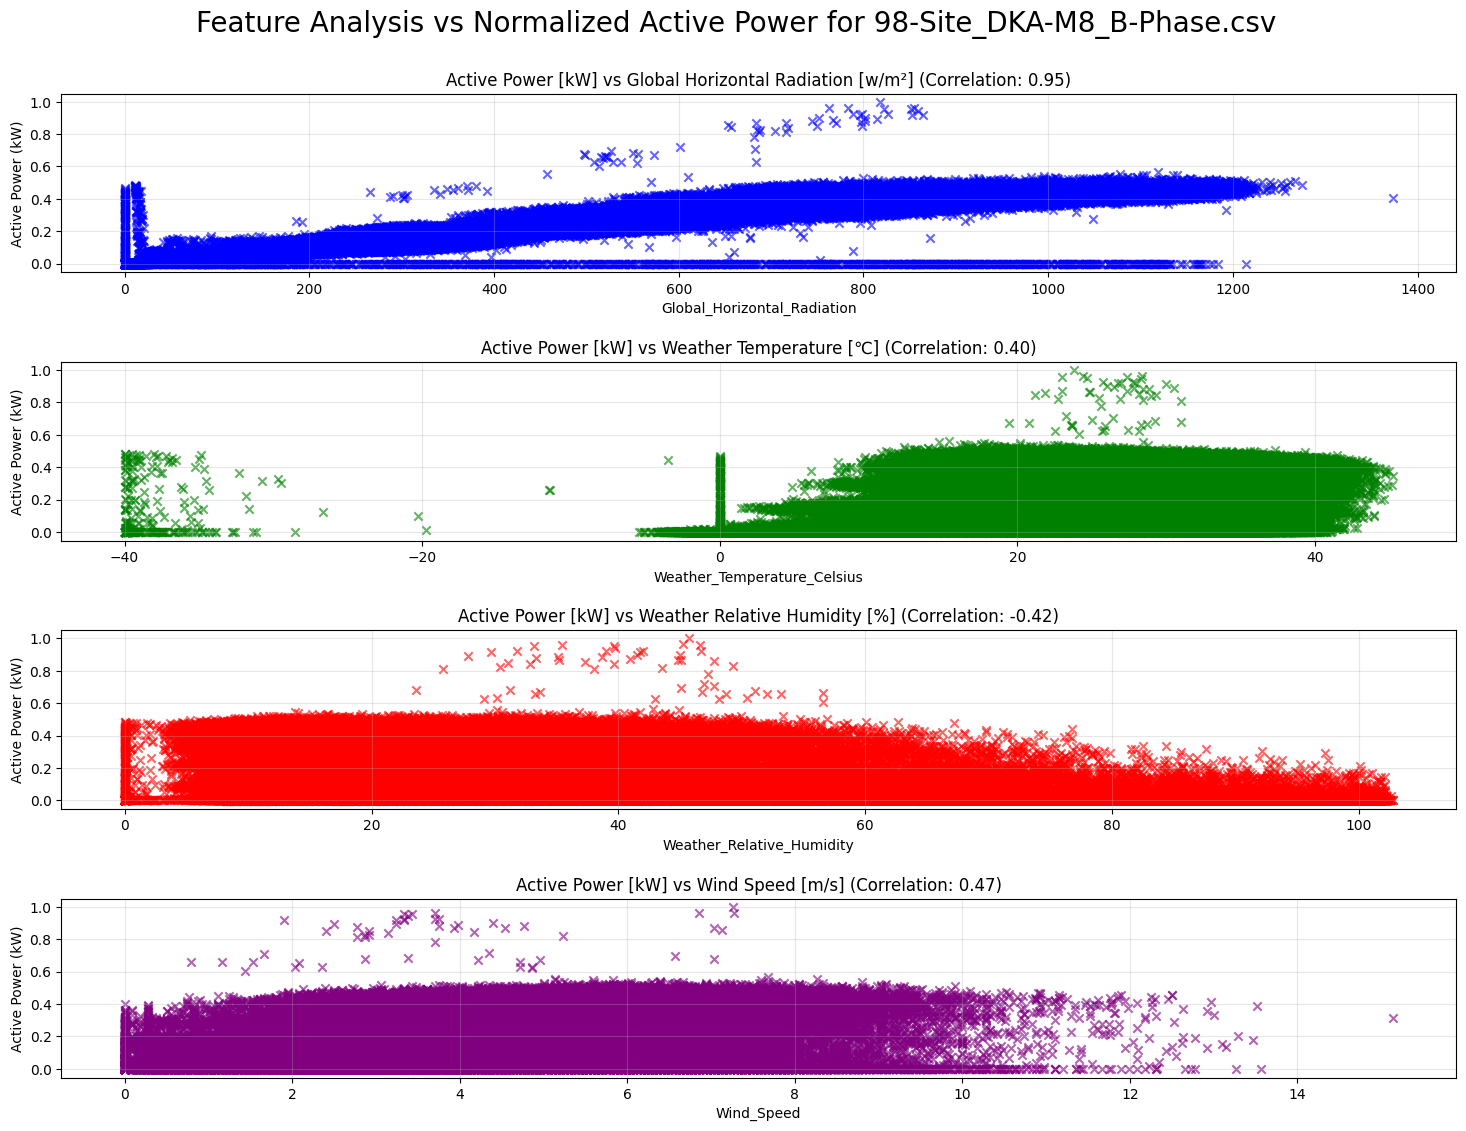 Feature Analysis vs Normalized Active Power for 98-Site_DKA-M8_B-Phase.csv
Active Power [kW] vs Global Horizontal Radiation [w/m²] (Correlation: 0.95)
Active Power (kW)
1.0
0.8
0.6
0.4
0.2
0.0
0 200 400 600 800 1000 1200 1400
Global_Horizontal_Radiation
Active Power [kW] vs Weather Temperature [℃] (Correlation: 0.40)
Active Power (kW)
1.0
0.8
0.6
0.4
0.2
0.0
−40 −20 0 20 40
Weather_Temperature_Celsius
Active Power [kW] vs Weather Relative Humidity [%] (Correlation: -0.42)
Active Power (kW)
1.0
0.8
0.6
0.4
0.2
0.0
0 20 40 60 80 100
Weather_Relative_Humidity
Active Power [kW] vs Wind Speed [m/s] (Correlation: 0.47)
Active Power (kW)
1.0
0.8
0.6
0.4
0.2
0.0
0 2 4 6 8 10 12 14
Wind_Speed